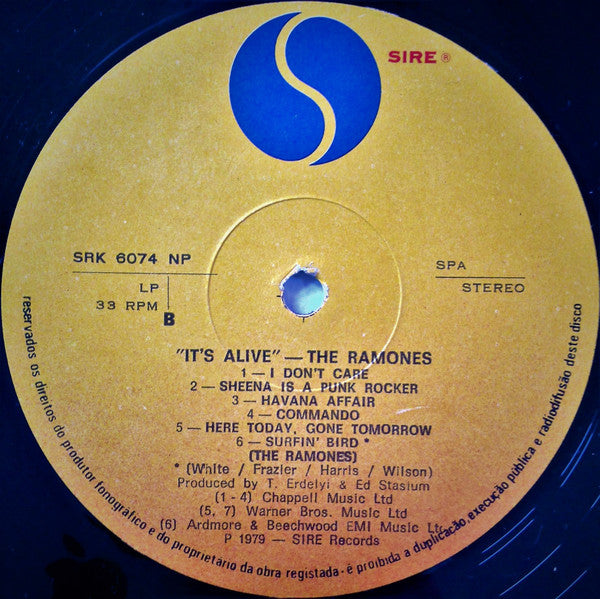 SIRE ®
SRK 6074 NP
LP
33 RPM
B
SPA
STEREO
"IT'S ALIVE" — THE RAMONES
1 — I DON'T CARE
2 — SHEENA IS A PUNK ROCKER
3 — HAVANA AFFAIR
4 — COMMANDO
5 — HERE TODAY, GONE TOMORROW
6 — SURFIN' BIRD *
(THE RAMONES)
* (White / Frazier / Harris / Wilson)
Produced by T. Erdelyi & Ed Stasium
(1 - 4) Chappell Music Ltd
(5, 7) Warner Bros. Music Ltd
(6) Ardmore & Beechwood EMI Music Ltd
P 1979 — SIRE Records
reservados os direitos do produtor fonográfico e do proprietário da obra registada - é proibida a duplicação, execução pública e radiodifusão deste disco